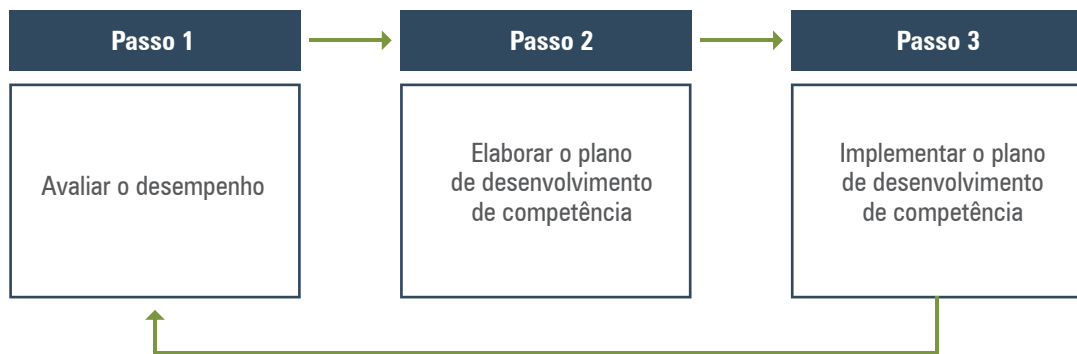 Passo 1
Passo 2
Passo 3
Avaliar o desempenho
Elaborar o plano
de desenvolvimento
de competência
Implementar o plano
de desenvolvimento
de competência